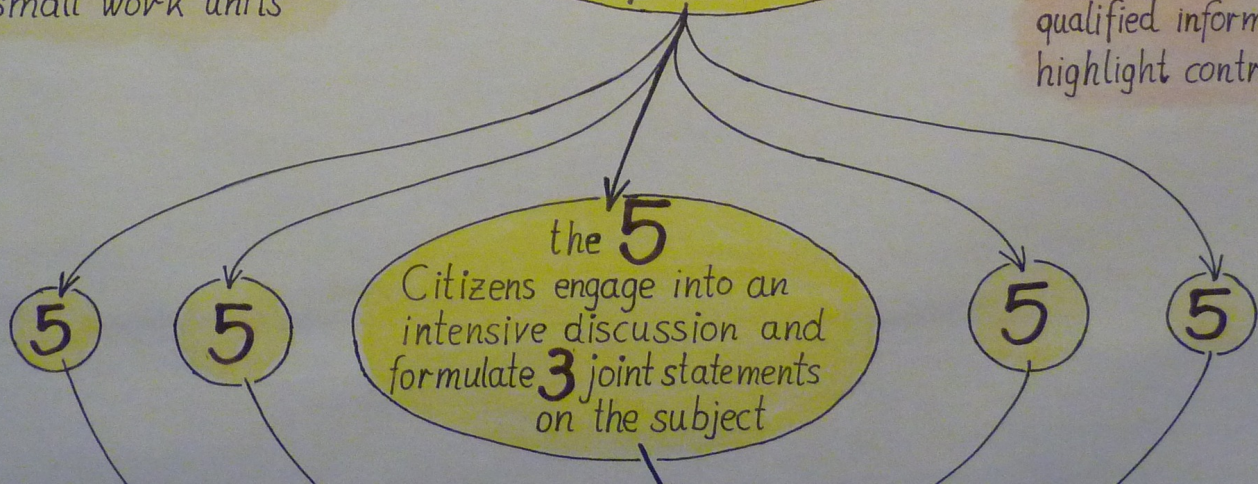 small work units
qualified inform
highlight contr
the 5
Citizens engage into an
intensive discussion and
formulate 3 joint statements
on the subject
5
5
5
5